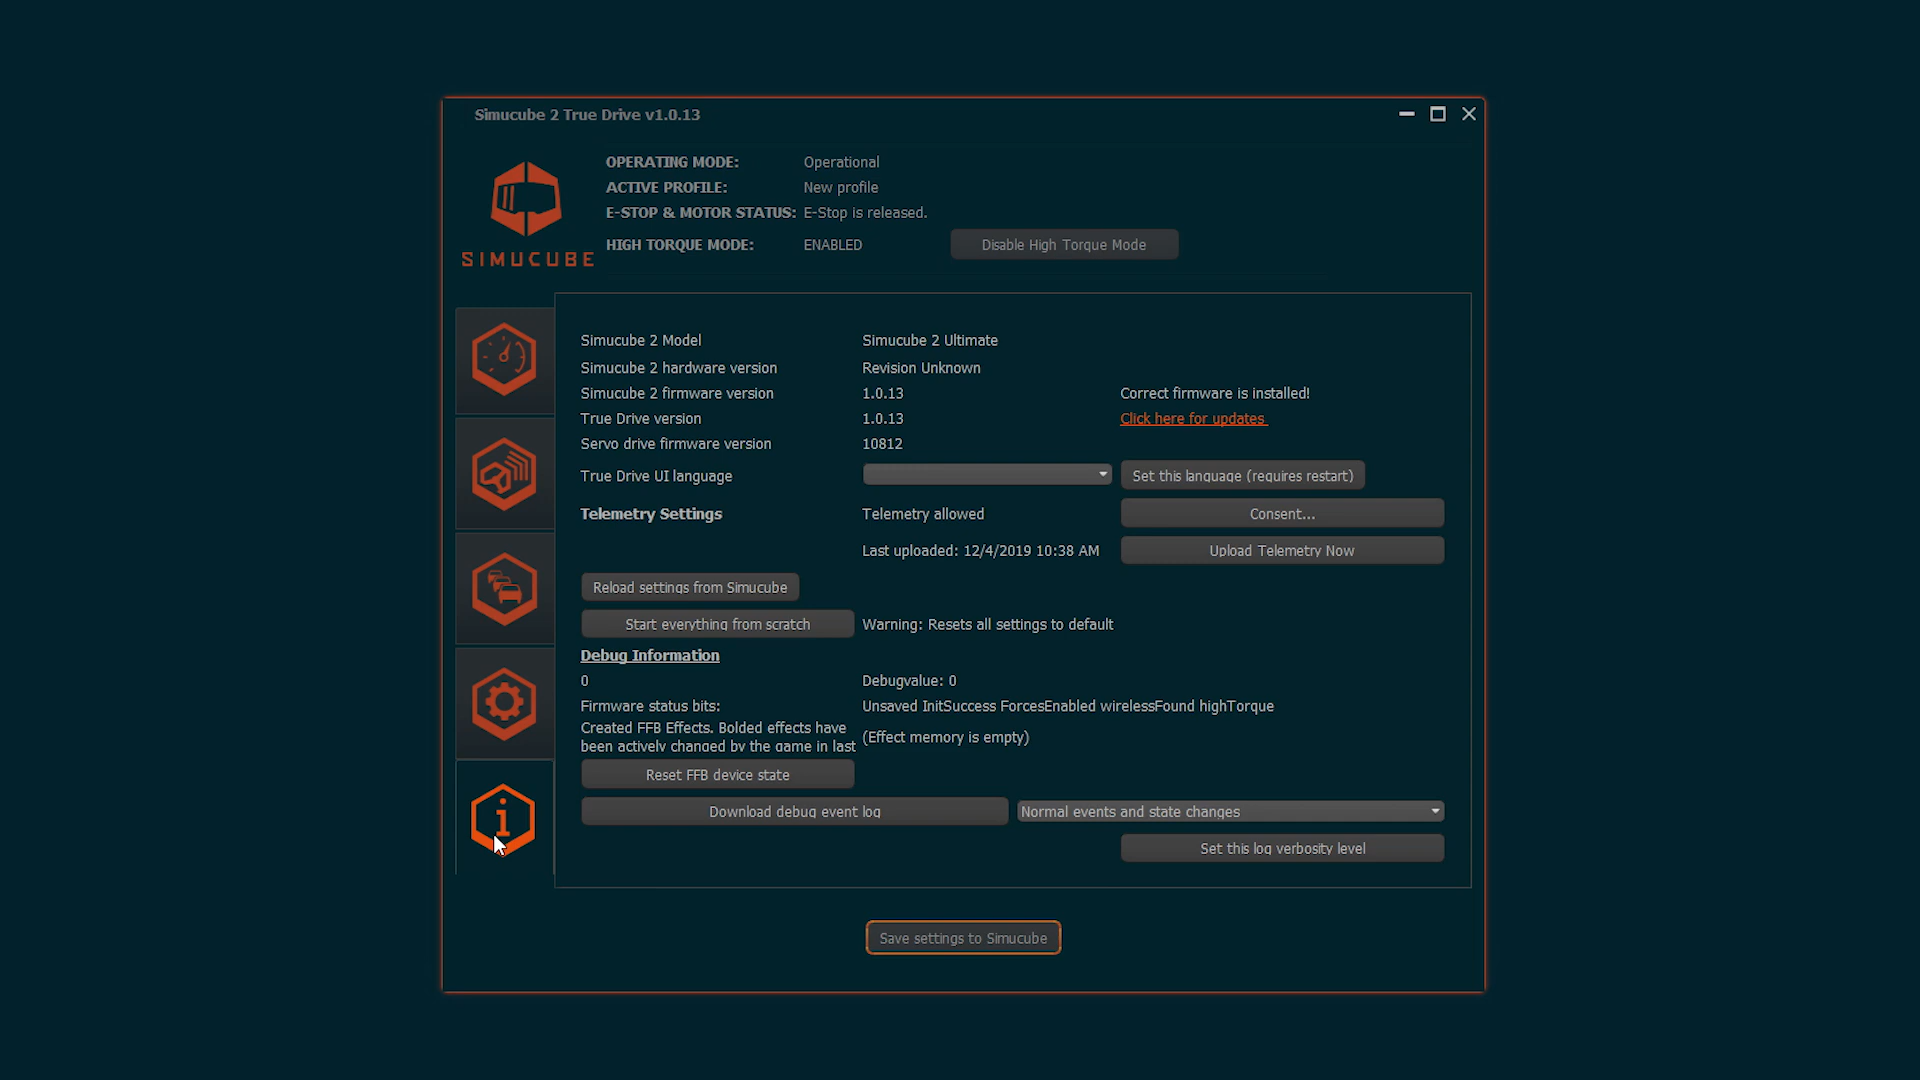 Simucube 2 True Drive v1.0.13
SIMUCUBE
OPERATING MODE: Operational
ACTIVE PROFILE: New profile
E-STOP & MOTOR STATUS: E-Stop is released.
HIGH TORQUE MODE: ENABLED Disable High Torque Mode
Simucube 2 Model Simucube 2 Ultimate
Simucube 2 hardware version Revision Unknown
Simucube 2 firmware version 1.0.13 Correct firmware is installed!
True Drive version 1.0.13 Click here for updates
Servo drive firmware version 10812
True Drive UI language Set this language (requires restart)
Telemetry Settings Telemetry allowed Consent...
Last uploaded: 12/4/2019 10:38 AM Upload Telemetry Now
Reload settings from Simucube
Start everything from scratch Warning: Resets all settings to default
Debug Information
0 Debugvalue: 0
Firmware status bits: Unsaved InitSuccess ForcesEnabled wirelessFound highTorque
Created FFB Effects. Bolded effects have
been actively changed by the game in last (Effect memory is empty)
Reset FFB device state
Download debug event log Normal events and state changes
Set this log verbosity level
Save settings to Simucube